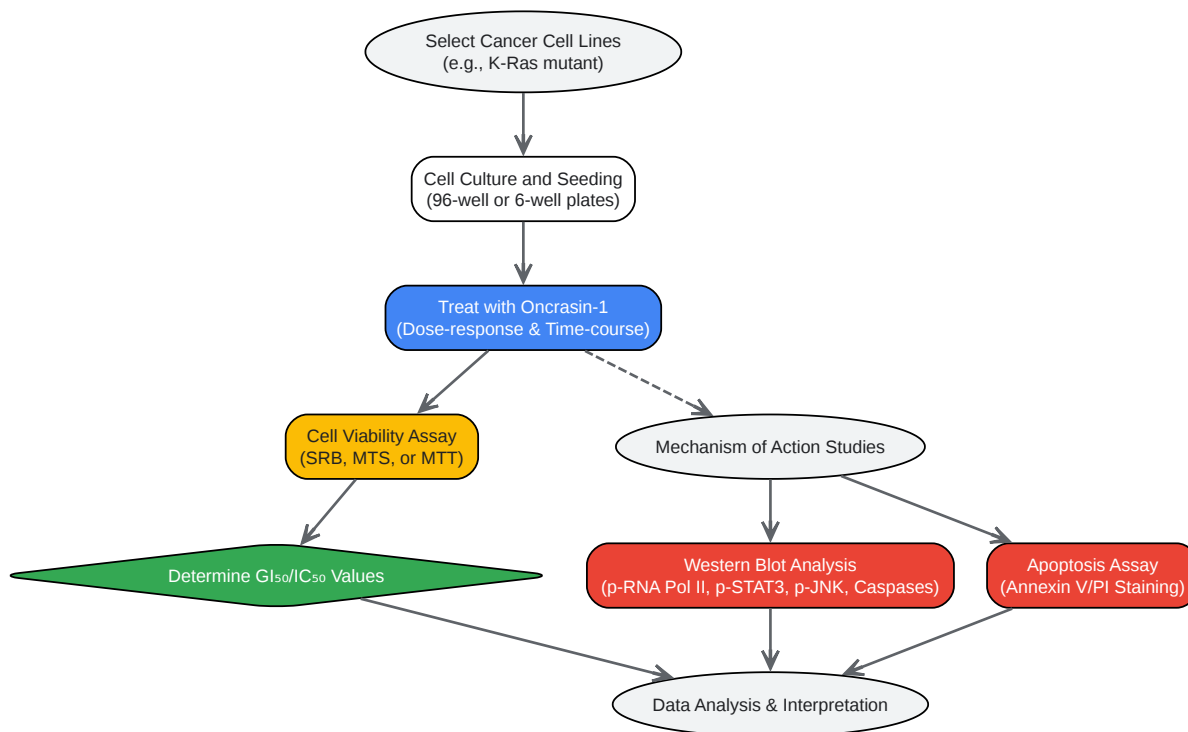 Select Cancer Cell Lines
(e.g., K-Ras mutant)
Cell Culture and Seeding
(96-well or 6-well plates)
Treat with Oncrasin-1
(Dose-response & Time-course)
Cell Viability Assay
(SRB, MTS, or MTT)
Mechanism of Action Studies
Determine GI₅₀/IC₅₀ Values
Western Blot Analysis
(p-RNA Pol II, p-STAT3, p-JNK, Caspases)
Apoptosis Assay
(Annexin V/PI Staining)
Data Analysis & Interpretation